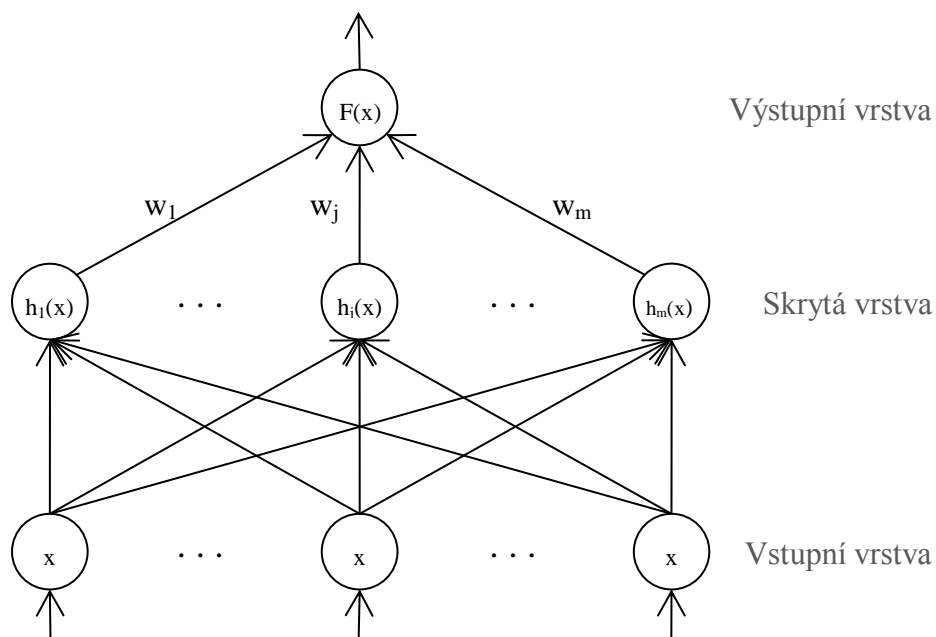 F(x)
Výstupní vrstva
w₁
wⱼ
wₘ
h₁(x)
. . .
hᵢ(x)
. . .
hₘ(x)
Skrytá vrstva
x
. . .
x
. . .
x
Vstupní vrstva